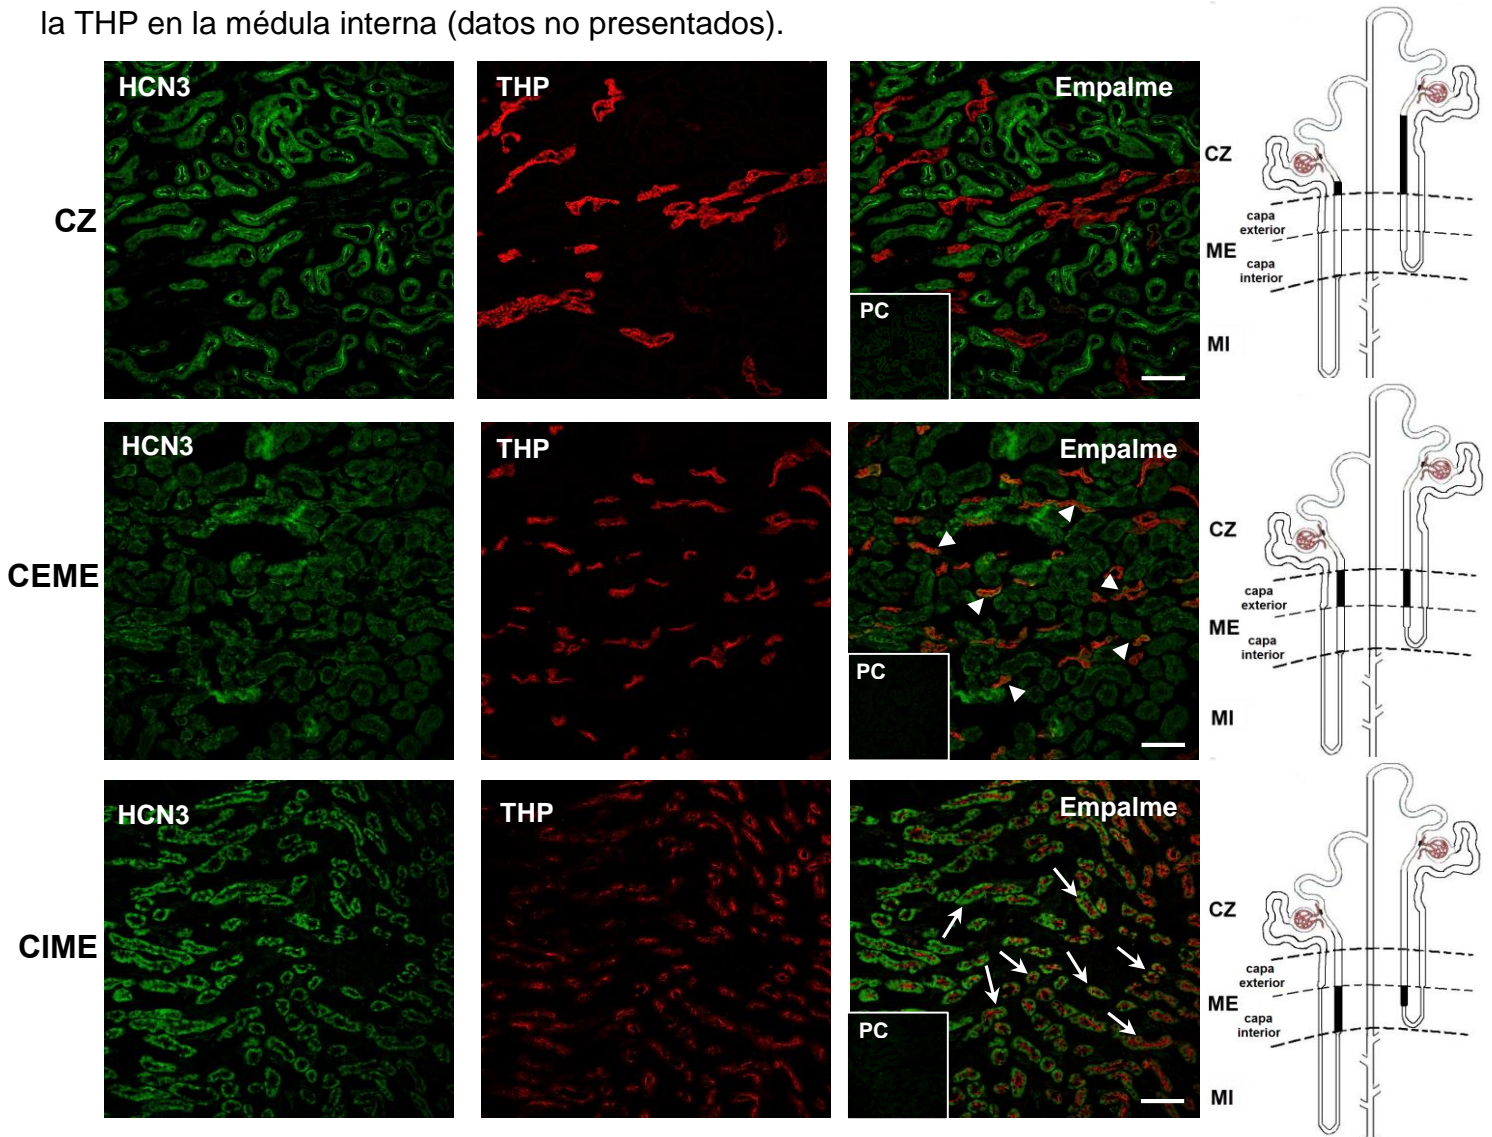 la THP en la médula interna (datos no presentados).
HCN3
THP
Empalme
CZ
PC
CZ
capa
exterior
ME
capa
interior
MI
HCN3
THP
Empalme
CEME
PC
CZ
capa
exterior
ME
capa
interior
MI
HCN3
THP
Empalme
CIME
PC
CZ
capa
exterior
ME
capa
interior
MI